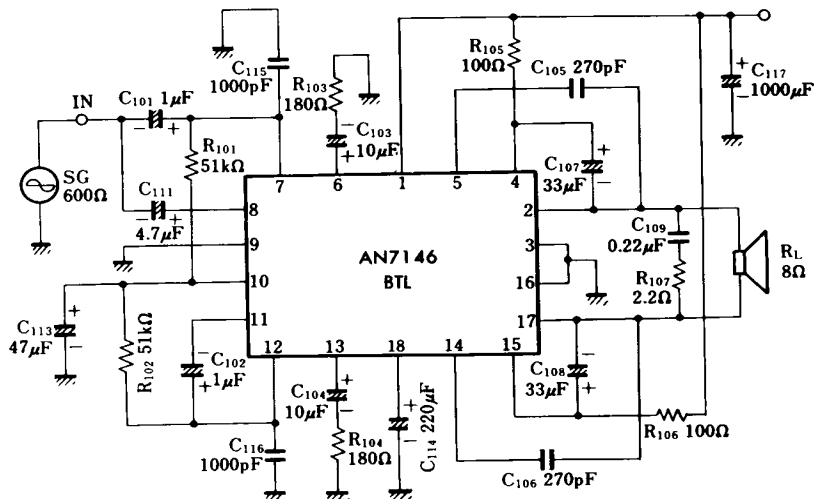 C101 1μF
IN
SG
600Ω
C111
4.7μF
R101
51kΩ
C115
1000pF
R103
180Ω
C103
10μF
R105
100Ω
C105 270pF
C117
1000μF
C107
33μF
7 6 1 5 4
8
9
10
11
AN7146
BTL
2
3
16
17
12 13 18 14 15
C109
0.22μF
R107
2.2Ω
RL
8Ω
C113
47μF
R102 51kΩ
C102
1μF
C116
1000pF
C104
10μF
R104
180Ω
C114 220μF
C108
33μF
R106 100Ω
C106 270pF